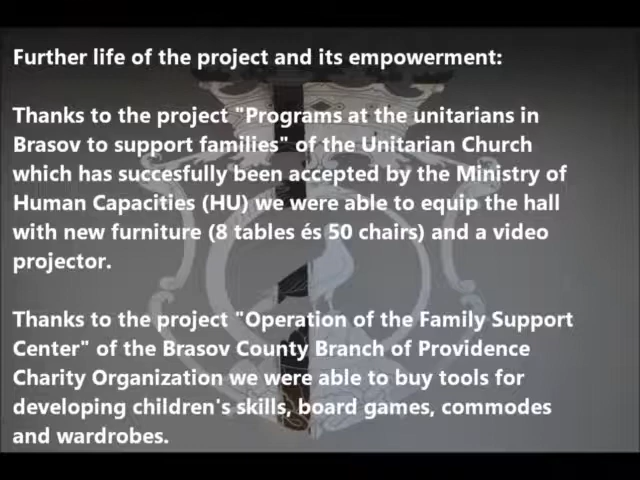 Further life of the project and its empowerment:
Thanks to the project "Programs at the unitarians in
Brasov to support families" of the Unitarian Church
which has succesfully been accepted by the Ministry of
Human Capacities (HU) we were able to equip the hall
with new furniture (8 tables és 50 chairs) and a video
projector.
Thanks to the project "Operation of the Family Support
Center" of the Brasov County Branch of Providence
Charity Organization we were able to buy tools for
developing children's skills, board games, commodes
and wardrobes.